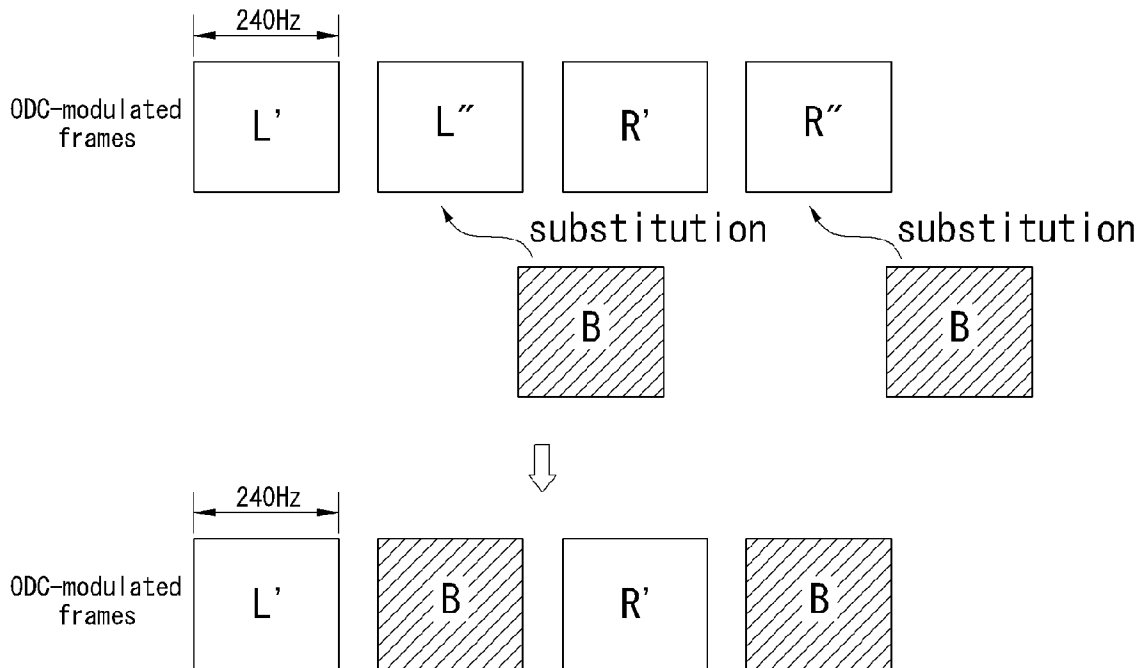 240Hz
ODC-modulated
frames
L' L″ R' R″
substitution substitution
B B
240Hz
ODC-modulated
frames
L' B R' B